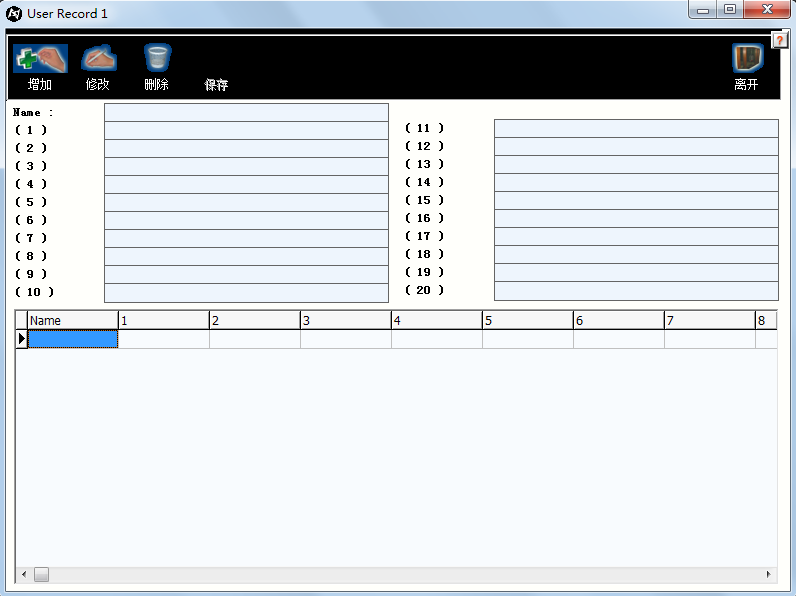 User Record 1
增加 修改 删除 保存 离开
Name :
( 1 )
( 2 )
( 3 )
( 4 )
( 5 )
( 6 )
( 7 )
( 8 )
( 9 )
( 10 )
( 11 )
( 12 )
( 13 )
( 14 )
( 15 )
( 16 )
( 17 )
( 18 )
( 19 )
( 20 )
Name 1 2 3 4 5 6 7 8